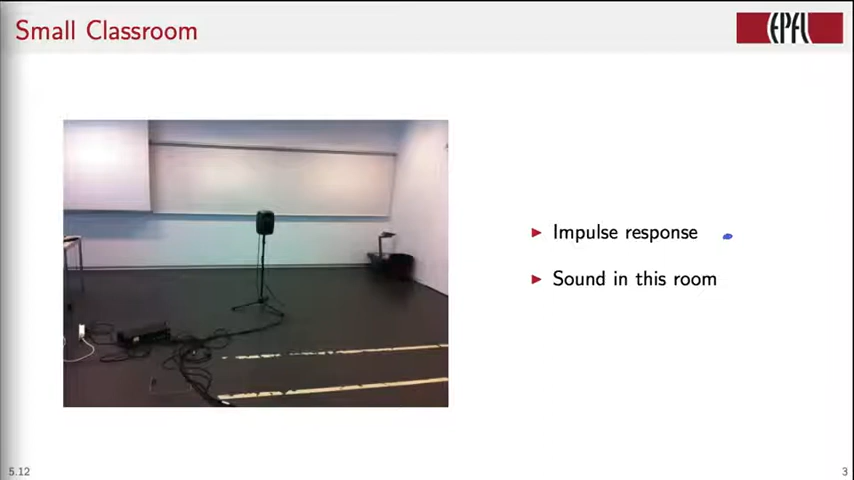 Small Classroom
EPFL
Impulse response
Sound in this room
5.12
3